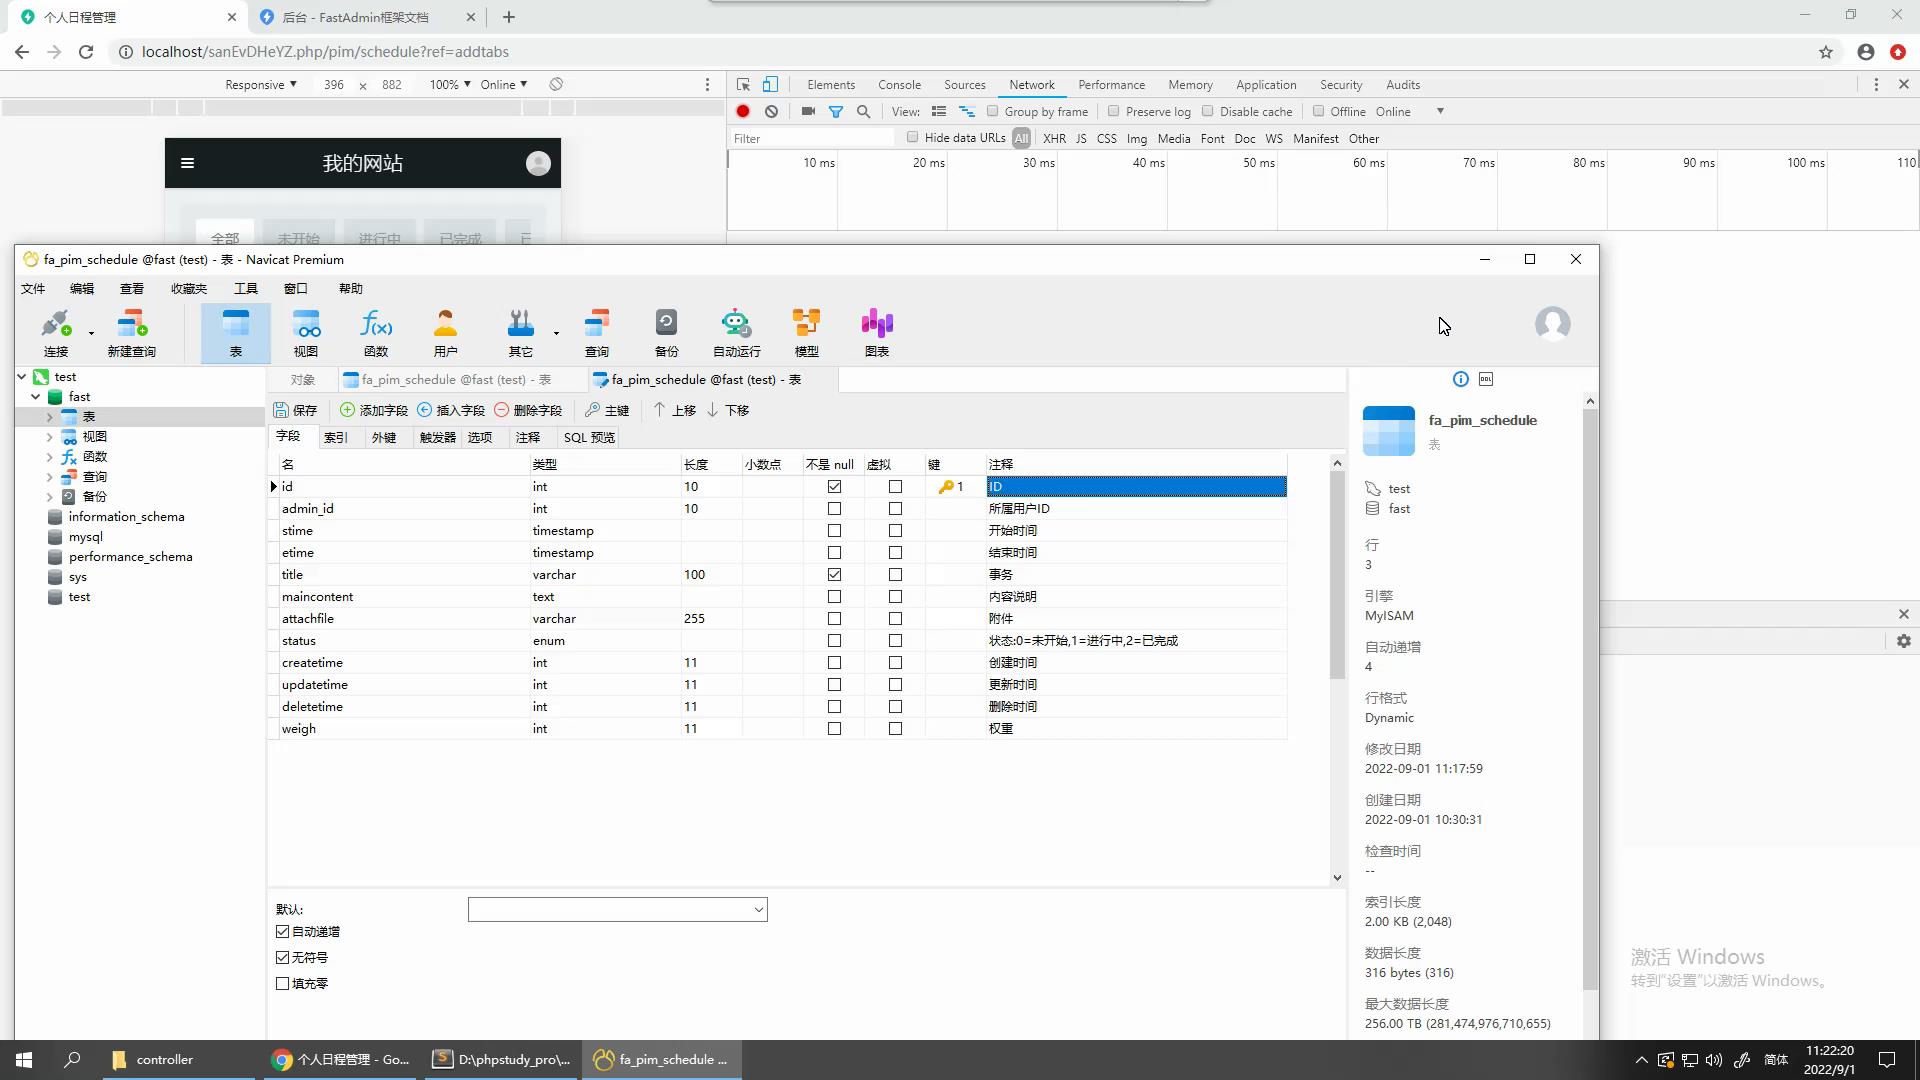 个人日程管理
后台 - FastAdmin框架文档
localhost/sanEvDHeYZ.php/pim/schedule?ref=addtabs
Responsive 396 x 882 100% Online
Elements Console Sources Network Performance Memory Application Security Audits
View: Group by frame Preserve log Disable cache Offline Online
Filter Hide data URLs All XHR JS CSS Img Media Font Doc WS Manifest Other
10 ms 20 ms 30 ms 40 ms 50 ms 60 ms 70 ms 80 ms 90 ms 100 ms 110
我的网站
全部 未开始 进行中 已完成 已
fa_pim_schedule @fast (test) - 表 - Navicat Premium
文件 编辑 查看 收藏夹 工具 窗口 帮助
连接 新建查询 表 视图 函数 用户 其它 查询 备份 自动运行 模型 图表
test
fast
表
视图
函数
查询
备份
information_schema
mysql
performance_schema
sys
test
对象 fa_pim_schedule @fast (test) - 表 fa_pim_schedule @fast (test) - 表
保存 添加字段 插入字段 删除字段 主键 上移 下移
字段 索引 外键 触发器 选项 注释 SQL 预览
名 类型 长度 小数点 不是 null 虚拟 键 注释
id int 10 1 ID
admin_id int 10 所属用户ID
stime timestamp 开始时间
etime timestamp 结束时间
title varchar 100 事务
maincontent text 内容说明
attachfile varchar 255 附件
status enum 状态:0=未开始,1=进行中,2=已完成
createtime int 11 创建时间
updatetime int 11 更新时间
deletetime int 11 删除时间
weigh int 11 权重
默认:
自动递增
无符号
填充零
DDL
fa_pim_schedule
表
test
fast
行
3
引擎
MyISAM
自动递增
4
行格式
Dynamic
修改日期
2022-09-01 11:17:59
创建日期
2022-09-01 10:30:31
检查时间
--
索引长度
2.00 KB (2,048)
数据长度
316 bytes (316)
最大数据长度
256.00 TB (281,474,976,710,655)
激活 Windows
转到“设置”以激活 Windows。
controller
个人日程管理 - Go...
D:\phpstudy_pro\...
fa_pim_schedule ...
简体
11:22:20
2022/9/1